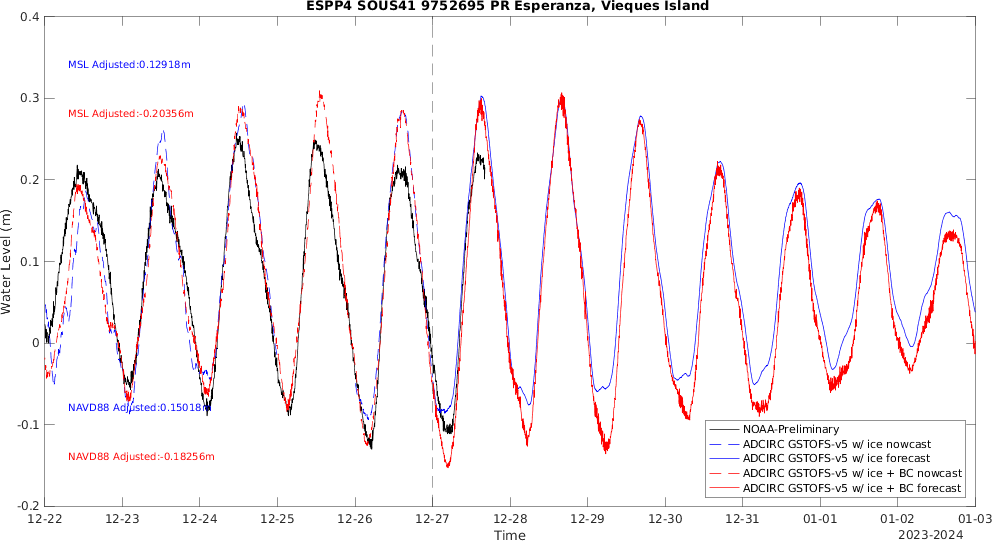 ESPP4 SOUS41 9752695 PR Esperanza, Vieques Island
0.4
MSL Adjusted:0.12918m
0.3
MSL Adjusted:-0.20356m
0.2
Water Level (m)
0.1
0
NAVD88 Adjusted:0.15018m
-0.1
NOAA-Preliminary
ADCIRC GSTOFS-v5 w/ ice nowcast
ADCIRC GSTOFS-v5 w/ ice forecast
NAVD88 Adjusted:-0.18256m
ADCIRC GSTOFS-v5 w/ ice + BC nowcast
ADCIRC GSTOFS-v5 w/ ice + BC forecast
-0.2
12-22 12-23 12-24 12-25 12-26 12-27 12-28 12-29 12-30 12-31 01-01 01-02 01-03
Time
2023-2024